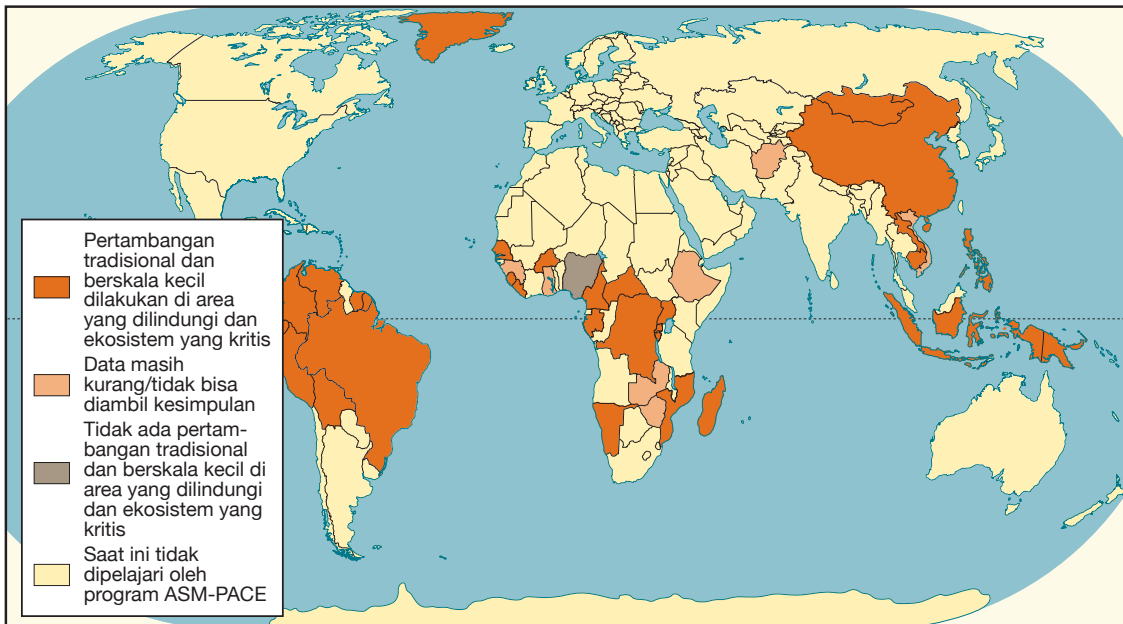 Pertambangan
tradisional dan
berskala kecil
dilakukan di area
yang dilindungi dan
ekosistem yang kritis
Data masih
kurang/tidak bisa
diambil kesimpulan
Tidak ada pertam-
bangan tradisional
dan berskala kecil di
area yang dilindungi
dan ekosistem yang
kritis
Saat ini tidak
dipelajari oleh
program ASM-PACE